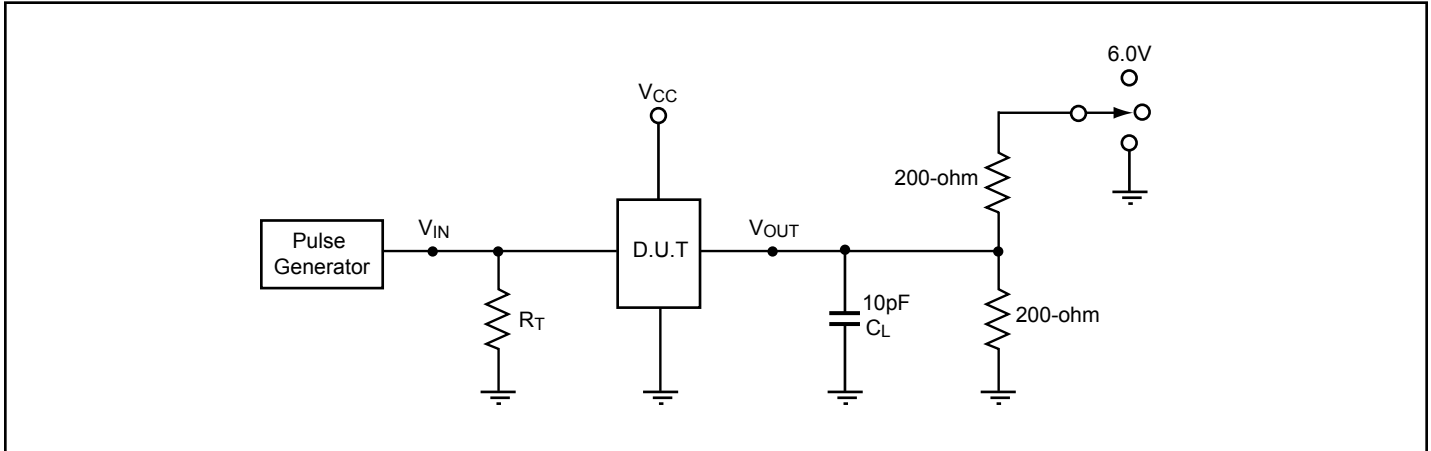 6.0V
VCC
200-ohm
VIN
VOUT
Pulse
Generator
D.U.T
RT
10pF
CL
200-ohm